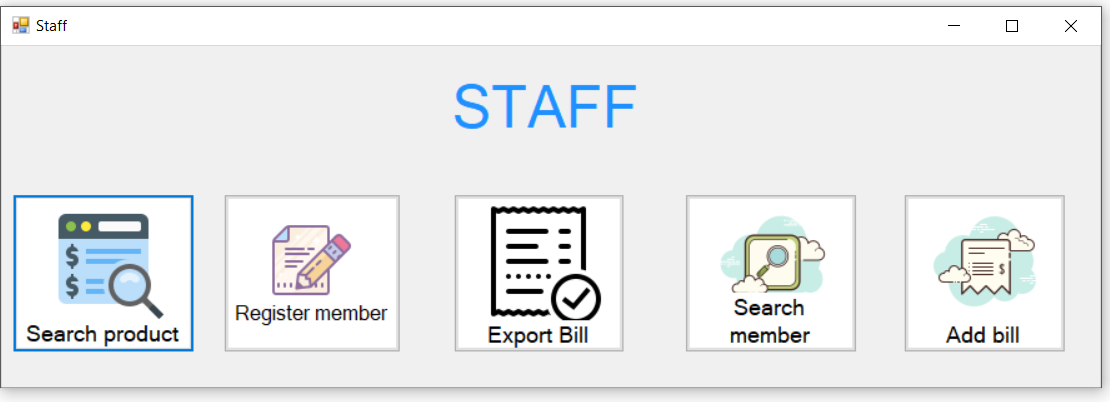 Staff
STAFF
Search product
Register member
Export Bill
Search
member
Add bill